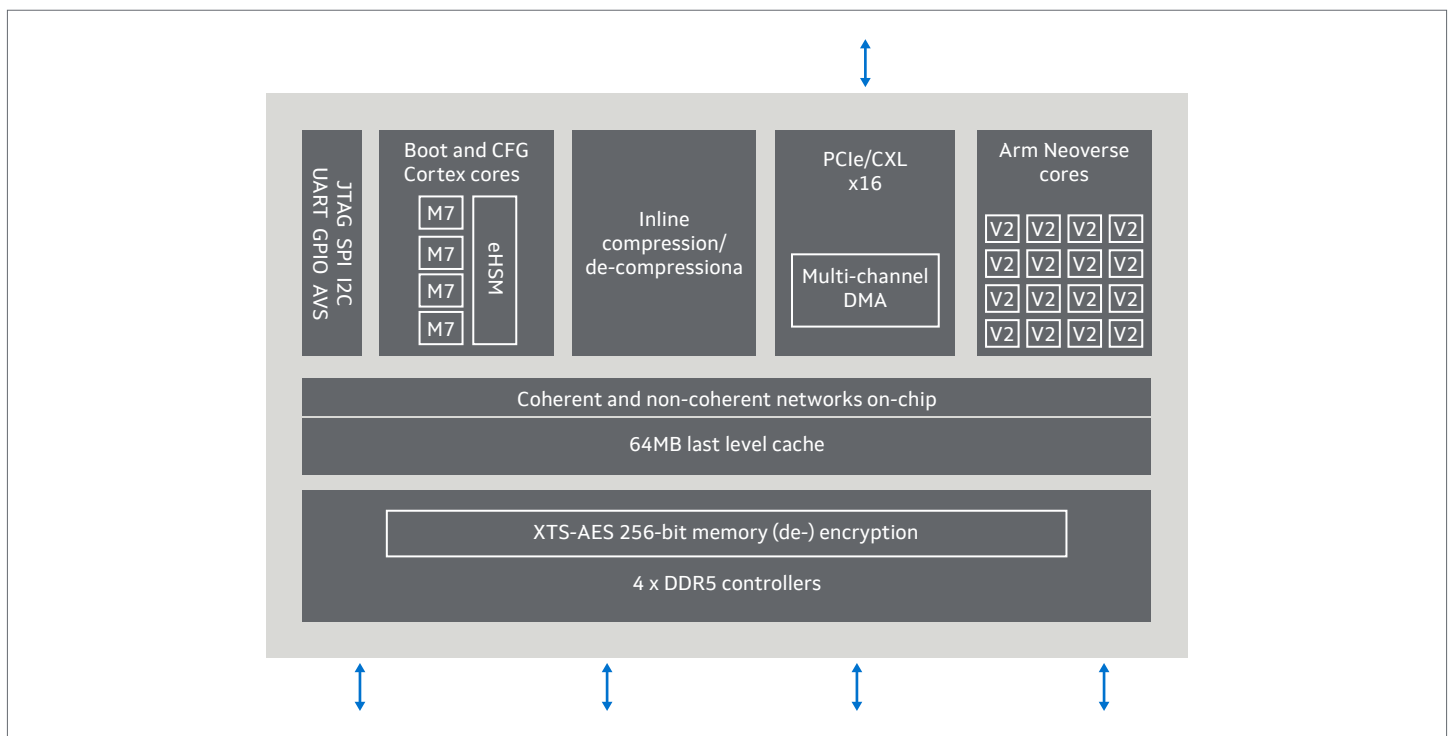 JTAG SPI I2C
UART GPIO AVS
Boot and CFG
Cortex cores
M7
M7
M7
M7
eHSM
Inline
compression/
de-compressiona
PCIe/CXL
x16
Multi-channel
DMA
Arm Neoverse
cores
V2 V2 V2 V2
V2 V2 V2 V2
V2 V2 V2 V2
V2 V2 V2 V2
Coherent and non-coherent networks on-chip
64MB last level cache
XTS-AES 256-bit memory (de-) encryption
4 x DDR5 controllers